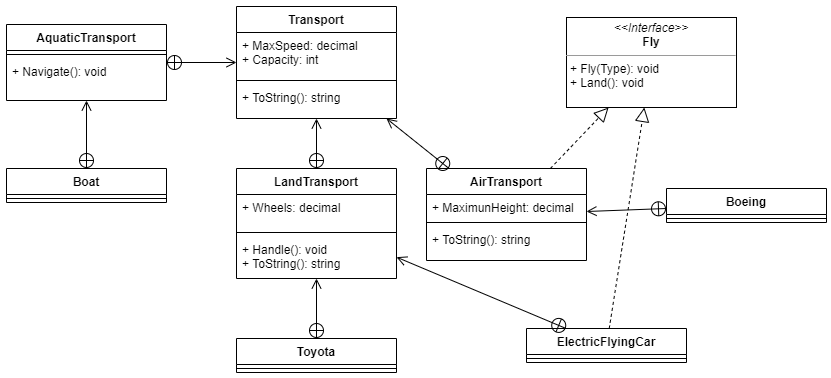 AquaticTransport
+ Navigate(): void
Transport
+ MaxSpeed: decimal
+ Capacity: int
+ ToString(): string
<<Interface>>
Fly
+ Fly(Type): void
+ Land(): void
Boat
LandTransport
+ Wheels: decimal
+ Handle(): void
+ ToString(): string
AirTransport
+ MaximunHeight: decimal
+ ToString(): string
Boeing
Toyota
ElectricFlyingCar